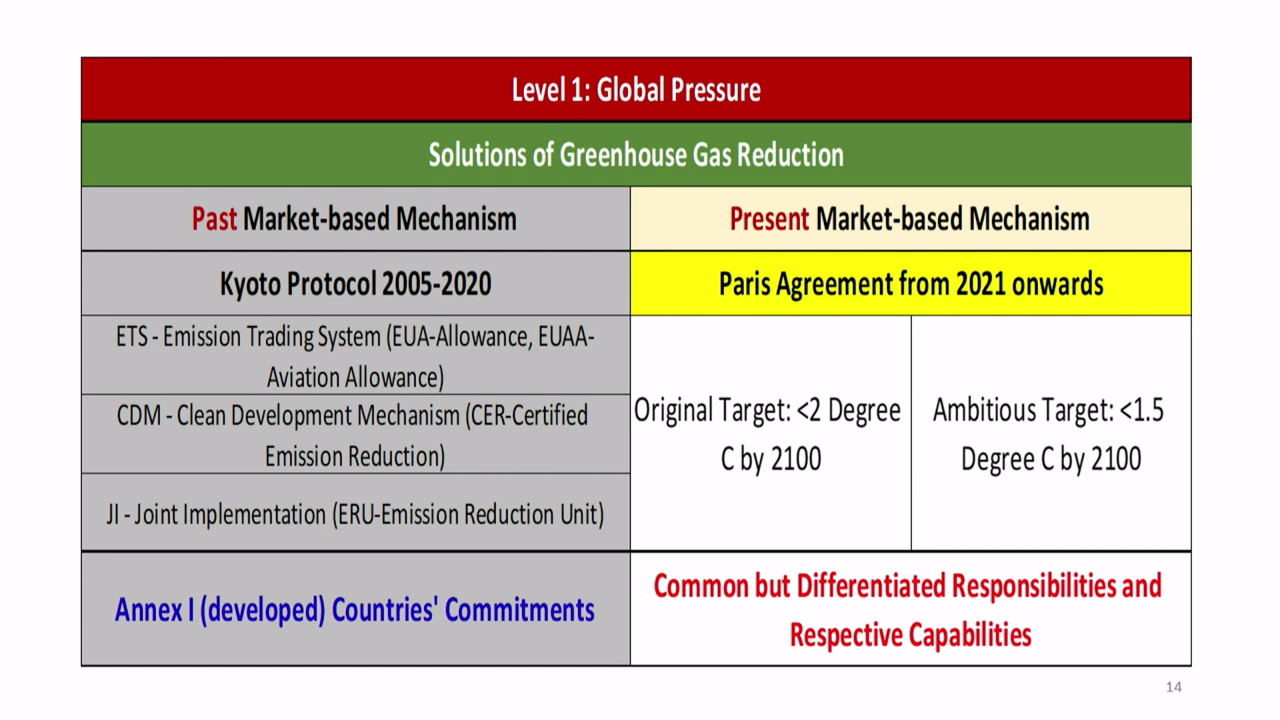 Level 1: Global Pressure
Solutions of Greenhouse Gas Reduction
Past Market-based Mechanism
Present Market-based Mechanism
Kyoto Protocol 2005-2020
Paris Agreement from 2021 onwards
ETS - Emission Trading System (EUA-Allowance, EUAA-
Aviation Allowance)
CDM - Clean Development Mechanism (CER-Certified
Emission Reduction)
JI - Joint Implementation (ERU-Emission Reduction Unit)
Original Target: <2 Degree
C by 2100
Ambitious Target: <1.5
Degree C by 2100
Annex I (developed) Countries' Commitments
Common but Differentiated Responsibilities and
Respective Capabilities
14